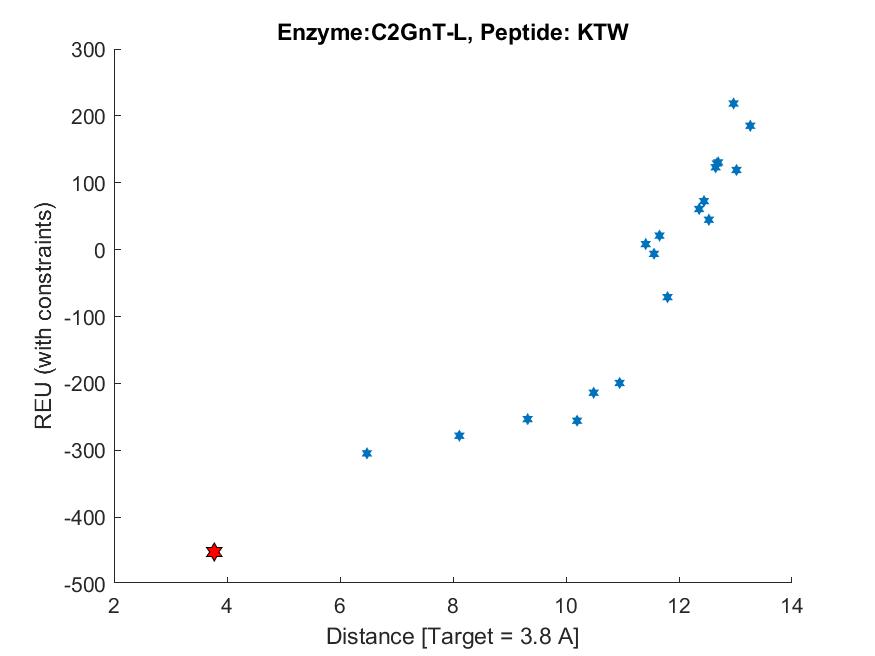 Enzyme:C2GnT-L, Peptide: KTW
300
200
100
0
-100
-200
-300
-400
-500
REU (with constraints)
2 4 6 8 10 12 14
Distance [Target = 3.8 A]